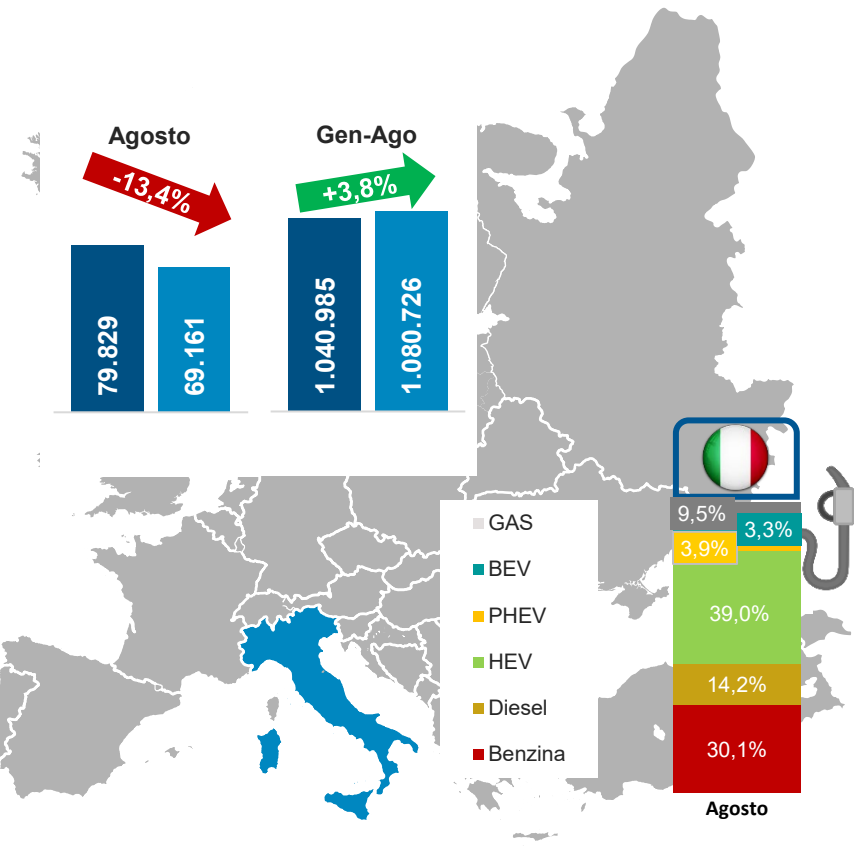 Agosto
-13,4%
79.829
69.161
Gen-Ago
+3,8%
1.040.985
1.080.726
GAS
BEV
PHEV
HEV
Diesel
Benzina
9,5%
3,3%
3,9%
39,0%
14,2%
30,1%
Agosto